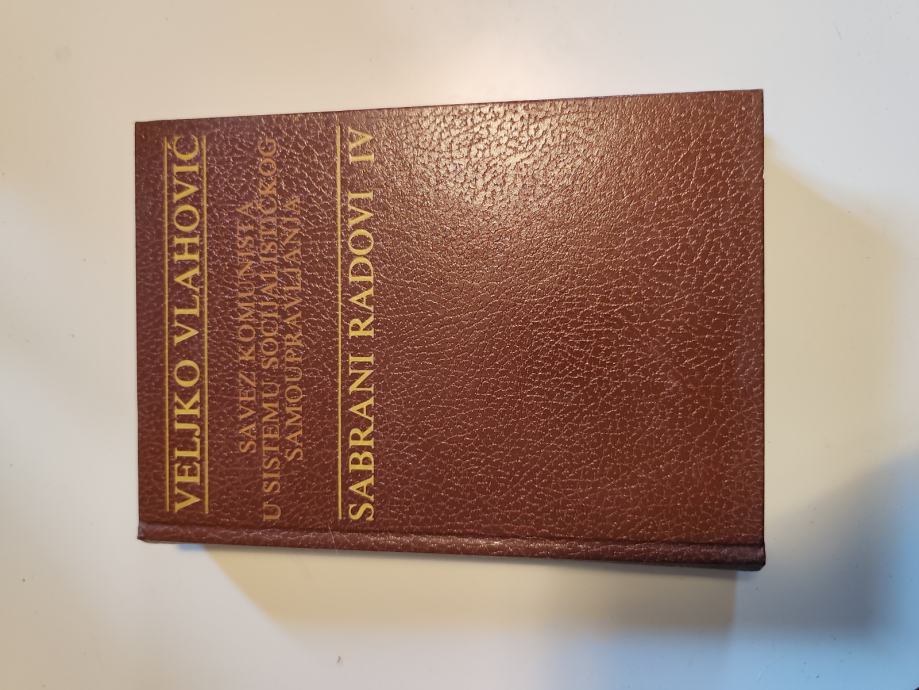 VELJKO VLAHOVIĆ
SAVEZ KOMUNISTA
U SISTEMU SOCIJALISTIČKOG
SAMOUPRAVLJANJA
SABRANI RADOVI IV